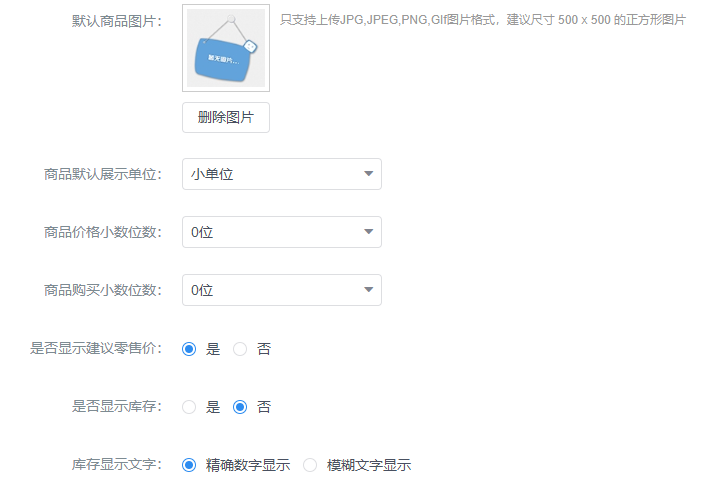 默认商品图片：
暂无图片...
只支持上传JPG,JPEG,PNG,GIf图片格式，建议尺寸 500 x 500 的正方形图片
删除图片
商品默认展示单位： 小单位
商品价格小数位数： 0位
商品购买小数位数： 0位
是否显示建议零售价： 是 否
是否显示库存： 是 否
库存显示文字： 精确数字显示 模糊文字显示